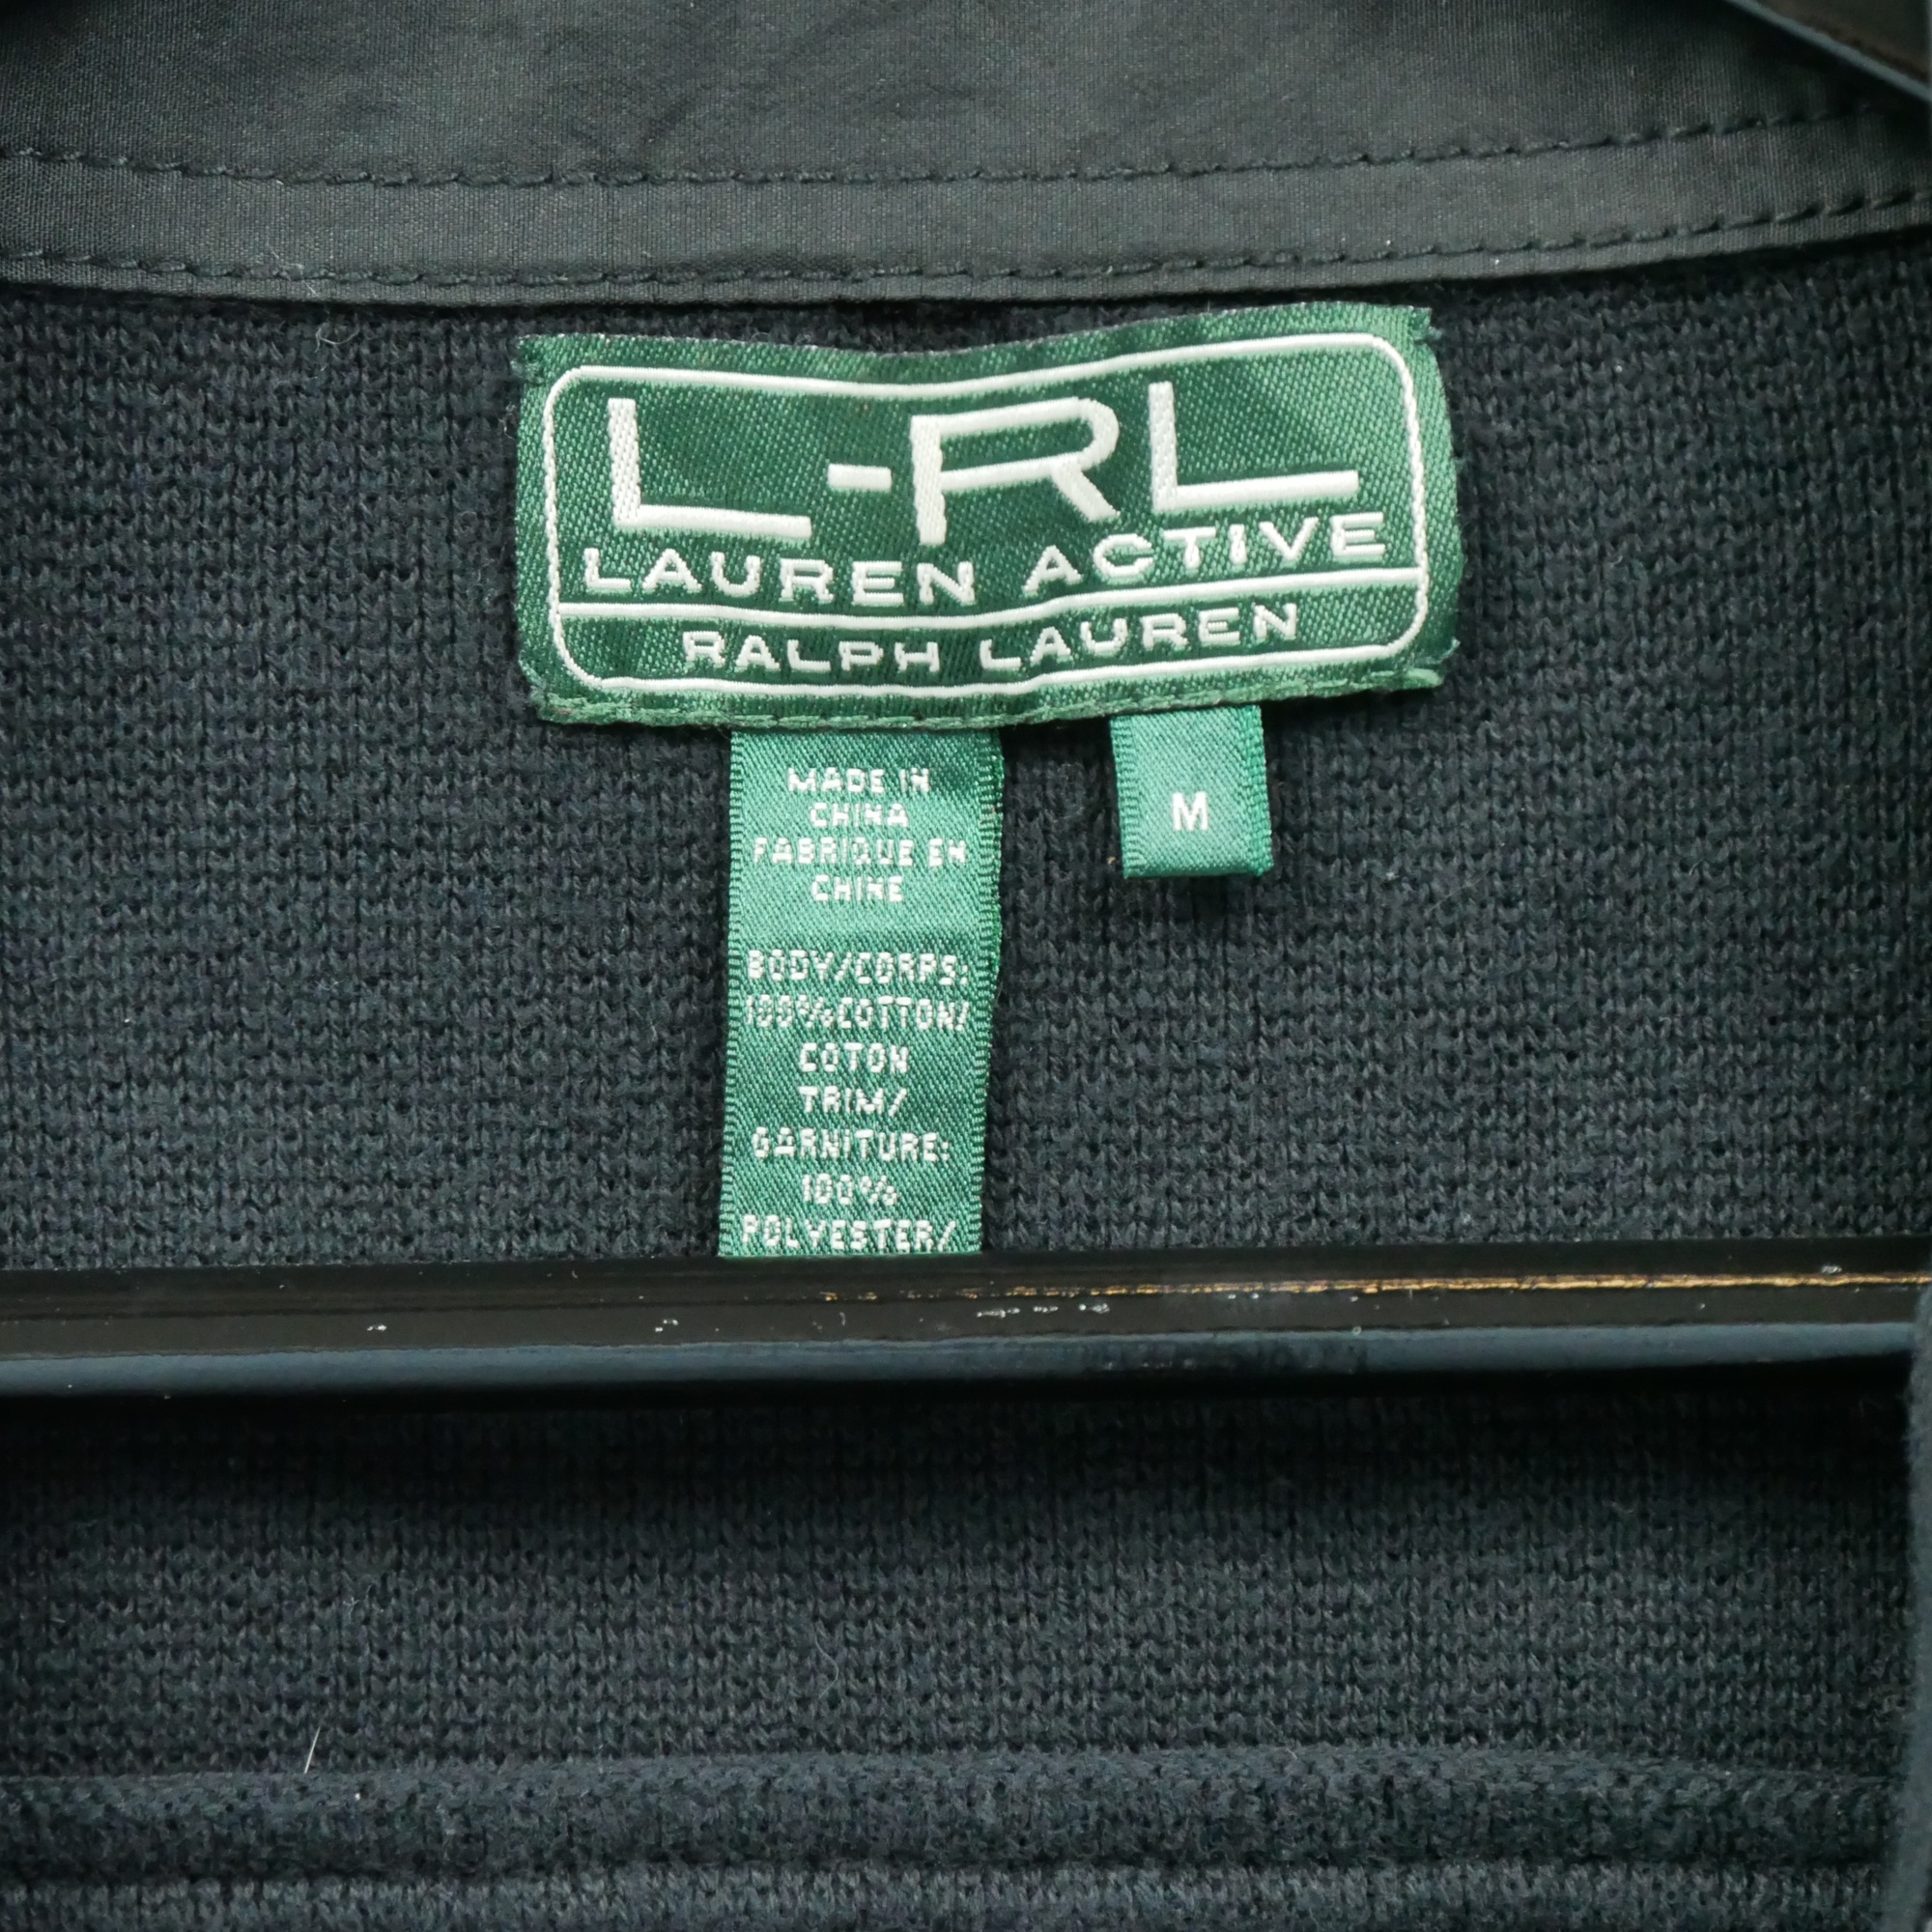 L-RL
LAUREN ACTIVE
RALPH LAUREN
M
MADE IN
CHINA
FABRIQUE EN
CHINE
BODY/CORPS:
100%COTTON/
COTON
TRIM/
GARNITURE:
100%
POLYESTER/